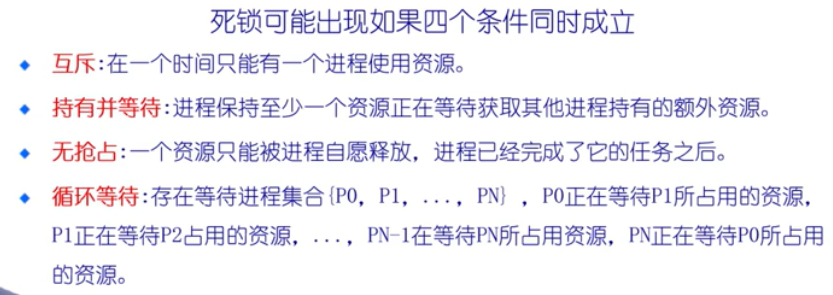 死锁可能出现如果四个条件同时成立
互斥:在一个时间只能有一个进程使用资源。
持有并等待:进程保持至少一个资源正在等待获取其他进程持有的额外资源。
无抢占:一个资源只能被进程自愿释放，进程已经完成了它的任务之后。
循环等待:存在等待进程集合{P0, P1, ..., PN} , P0正在等待P1所占用的资源,
P1正在等待P2占用的资源, ..., PN-1在等待PN所占用资源, PN正在等待P0所占用
的资源。